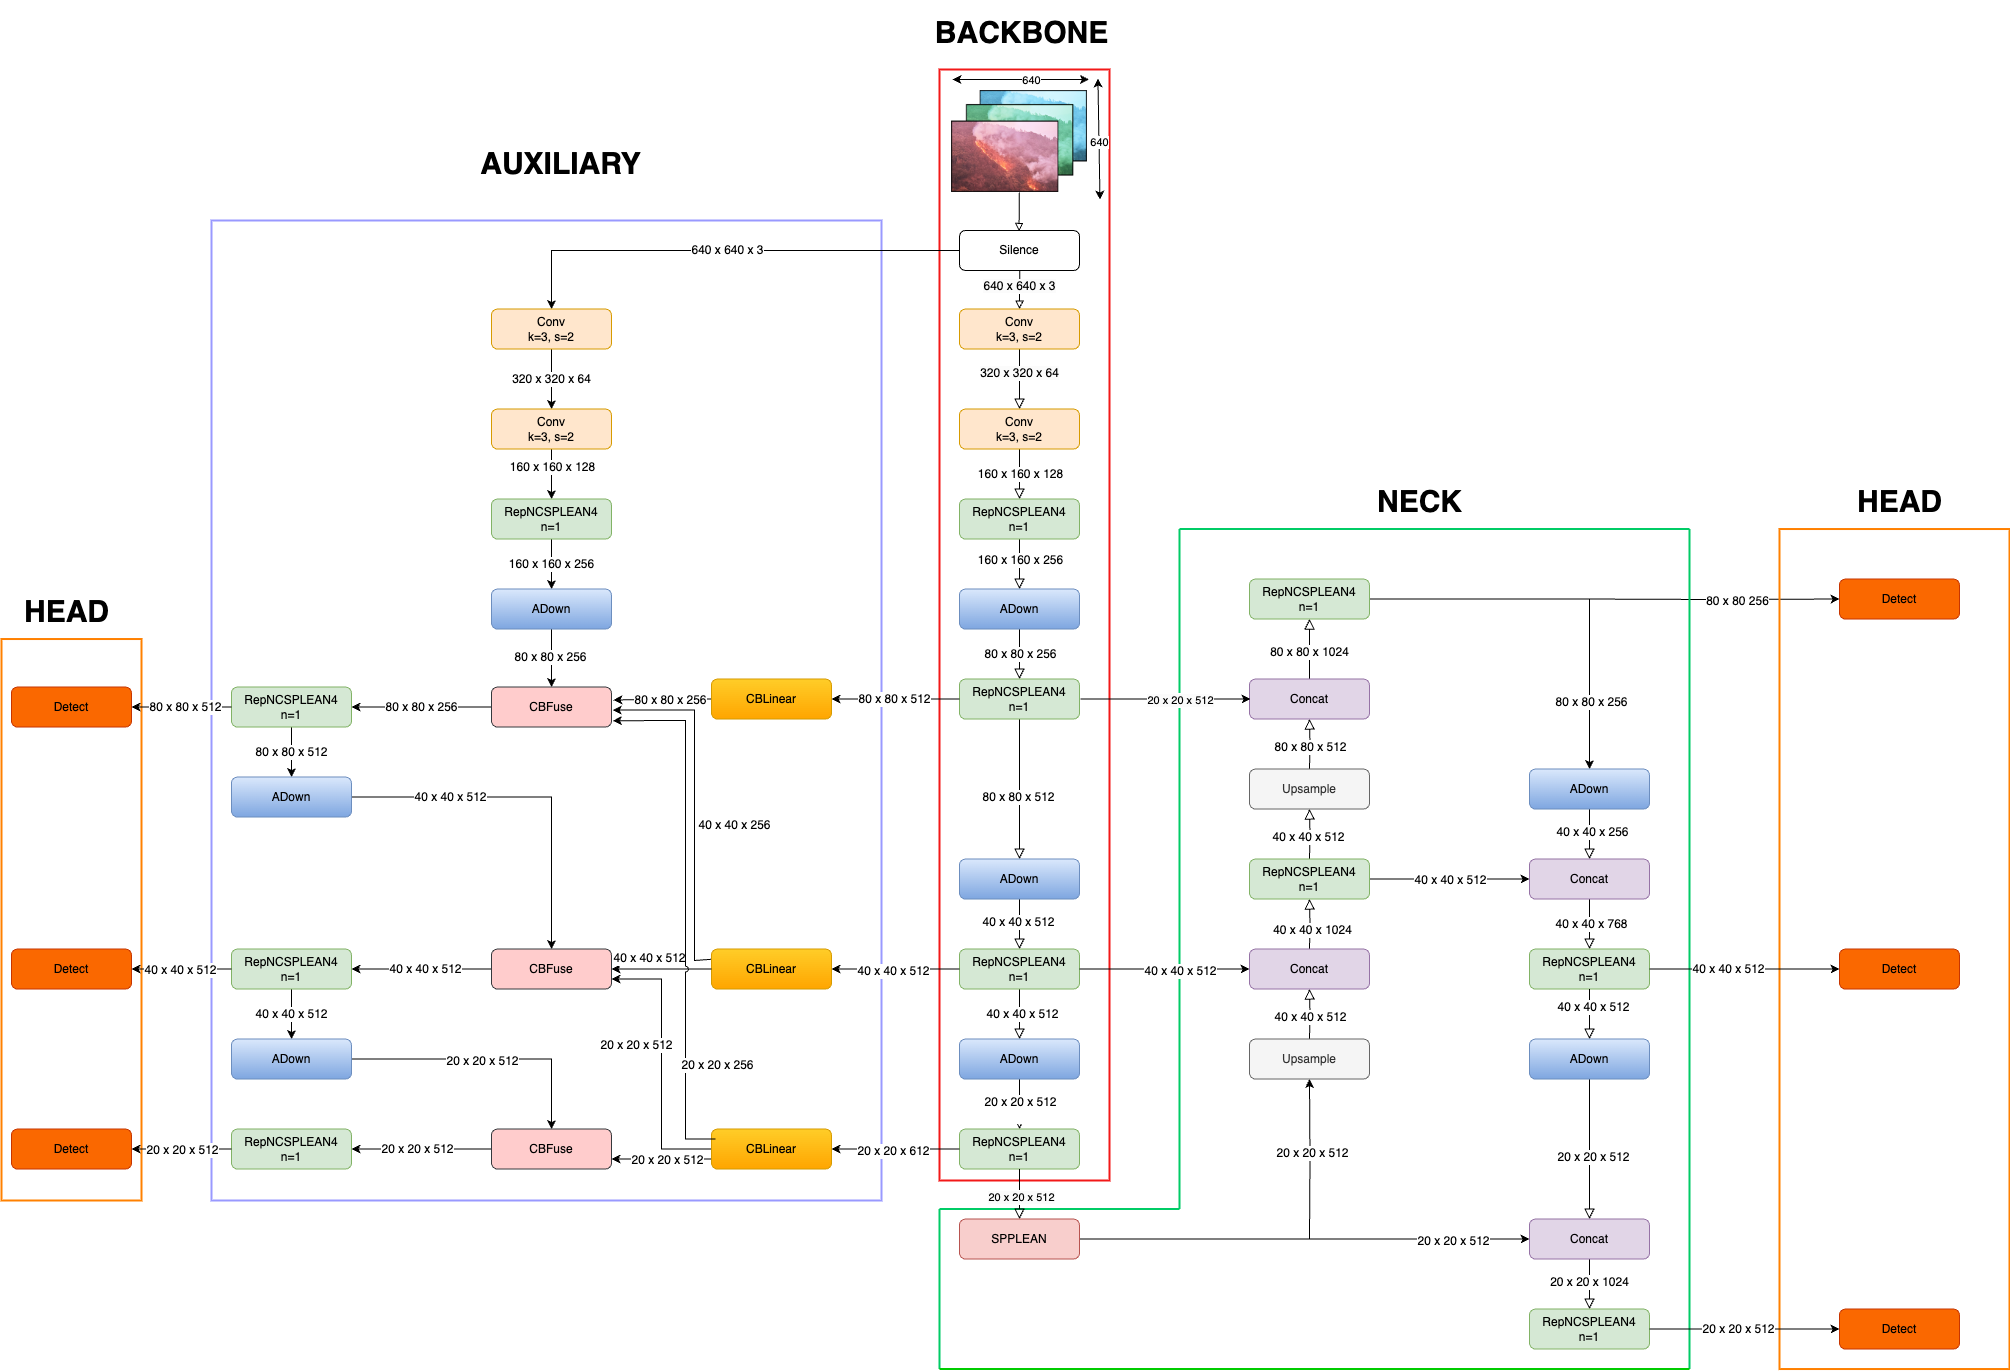 BACKBONE
640
640
AUXILIARY
Silence
640 x 640 x 3
640 x 640 x 3
Conv
k=3, s=2
Conv
k=3, s=2
320 x 320 x 64
320 x 320 x 64
Conv
k=3, s=2
Conv
k=3, s=2
160 x 160 x 128
160 x 160 x 128
RepNCSPLEAN4
n=1
RepNCSPLEAN4
n=1
NECK
HEAD
160 x 160 x 256
160 x 160 x 256
HEAD
ADown
ADown
RepNCSPLEAN4
n=1
80 x 80 256
Detect
80 x 80 x 256
80 x 80 x 256
80 x 80 x 1024
Detect
80 x 80 x 512
RepNCSPLEAN4
n=1
80 x 80 x 256
CBFuse
80 x 80 x 256
CBLinear
80 x 80 x 512
RepNCSPLEAN4
n=1
20 x 20 x 512
Concat
80 x 80 x 256
80 x 80 x 512
80 x 80 x 512
ADown
40 x 40 x 512
80 x 80 x 512
Upsample
ADown
40 x 40 x 256
40 x 40 x 512
40 x 40 x 256
ADown
RepNCSPLEAN4
n=1
40 x 40 x 512
Concat
40 x 40 x 512
40 x 40 x 1024
40 x 40 x 768
Detect
40 x 40 x 512
RepNCSPLEAN4
n=1
40 x 40 x 512
CBFuse
40 x 40 x 512
CBLinear
40 x 40 x 512
RepNCSPLEAN4
n=1
40 x 40 x 512
Concat
RepNCSPLEAN4
n=1
40 x 40 x 512
Detect
40 x 40 x 512
40 x 40 x 512
40 x 40 x 512
40 x 40 x 512
ADown
20 x 20 x 512
20 x 20 x 512
20 x 20 x 256
ADown
Upsample
ADown
20 x 20 x 512
Detect
20 x 20 x 512
RepNCSPLEAN4
n=1
20 x 20 x 512
CBFuse
20 x 20 x 512
CBLinear
20 x 20 x 612
RepNCSPLEAN4
n=1
20 x 20 x 512
20 x 20 x 512
20 x 20 x 512
SPPLEAN
20 x 20 x 512
Concat
20 x 20 x 1024
RepNCSPLEAN4
n=1
20 x 20 x 512
Detect